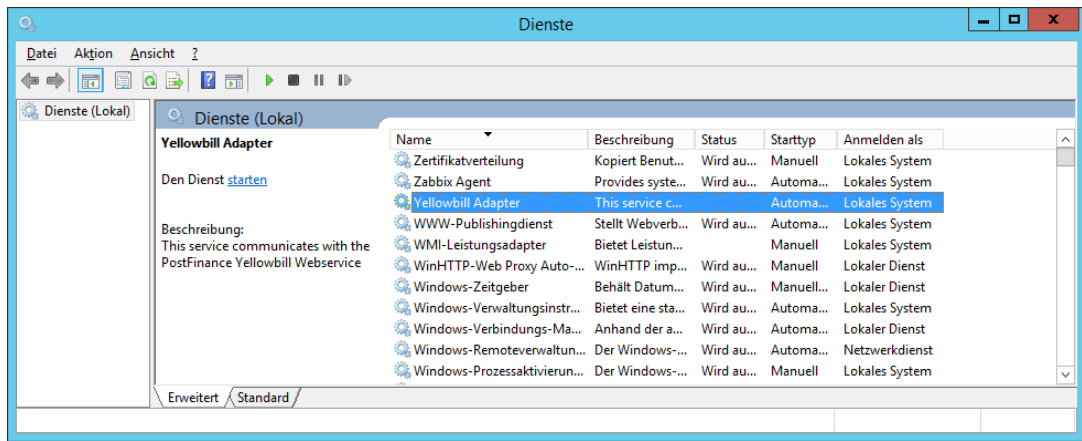 Dienste
Datei Aktion Ansicht ?
Dienste (Lokal)
Dienste (Lokal)
Yellowbill Adapter
Den Dienst starten
Beschreibung:
This service communicates with the
PostFinance Yellowbill Webservice
Name Beschreibung Status Starttyp Anmelden als
Zertifikatverteilung Kopiert Benut... Wird au... Manuell Lokales System
Zabbix Agent Provides syste... Wird au... Automa... Lokales System
Yellowbill Adapter This service c... Automa... Lokales System
WWW-Publishingdienst Stellt Webverb... Wird au... Automa... Lokales System
WMI-Leistungsadapter Bietet Leistun... Manuell Lokales System
WinHTTP-Web Proxy Auto-... WinHTTP imp... Wird au... Manuell Lokaler Dienst
Windows-Zeitgeber Behält Datum... Wird au... Manuell... Lokaler Dienst
Windows-Verwaltungsinstr... Bietet eine sta... Wird au... Automa... Lokales System
Windows-Verbindungs-Ma... Anhand der a... Wird au... Automa... Lokaler Dienst
Windows-Remoteverwaltun... Der Windows-... Wird au... Automa... Netzwerkdienst
Windows-Prozessaktivierun... Der Windows-... Wird au... Manuell Lokales System
Erweitert Standard